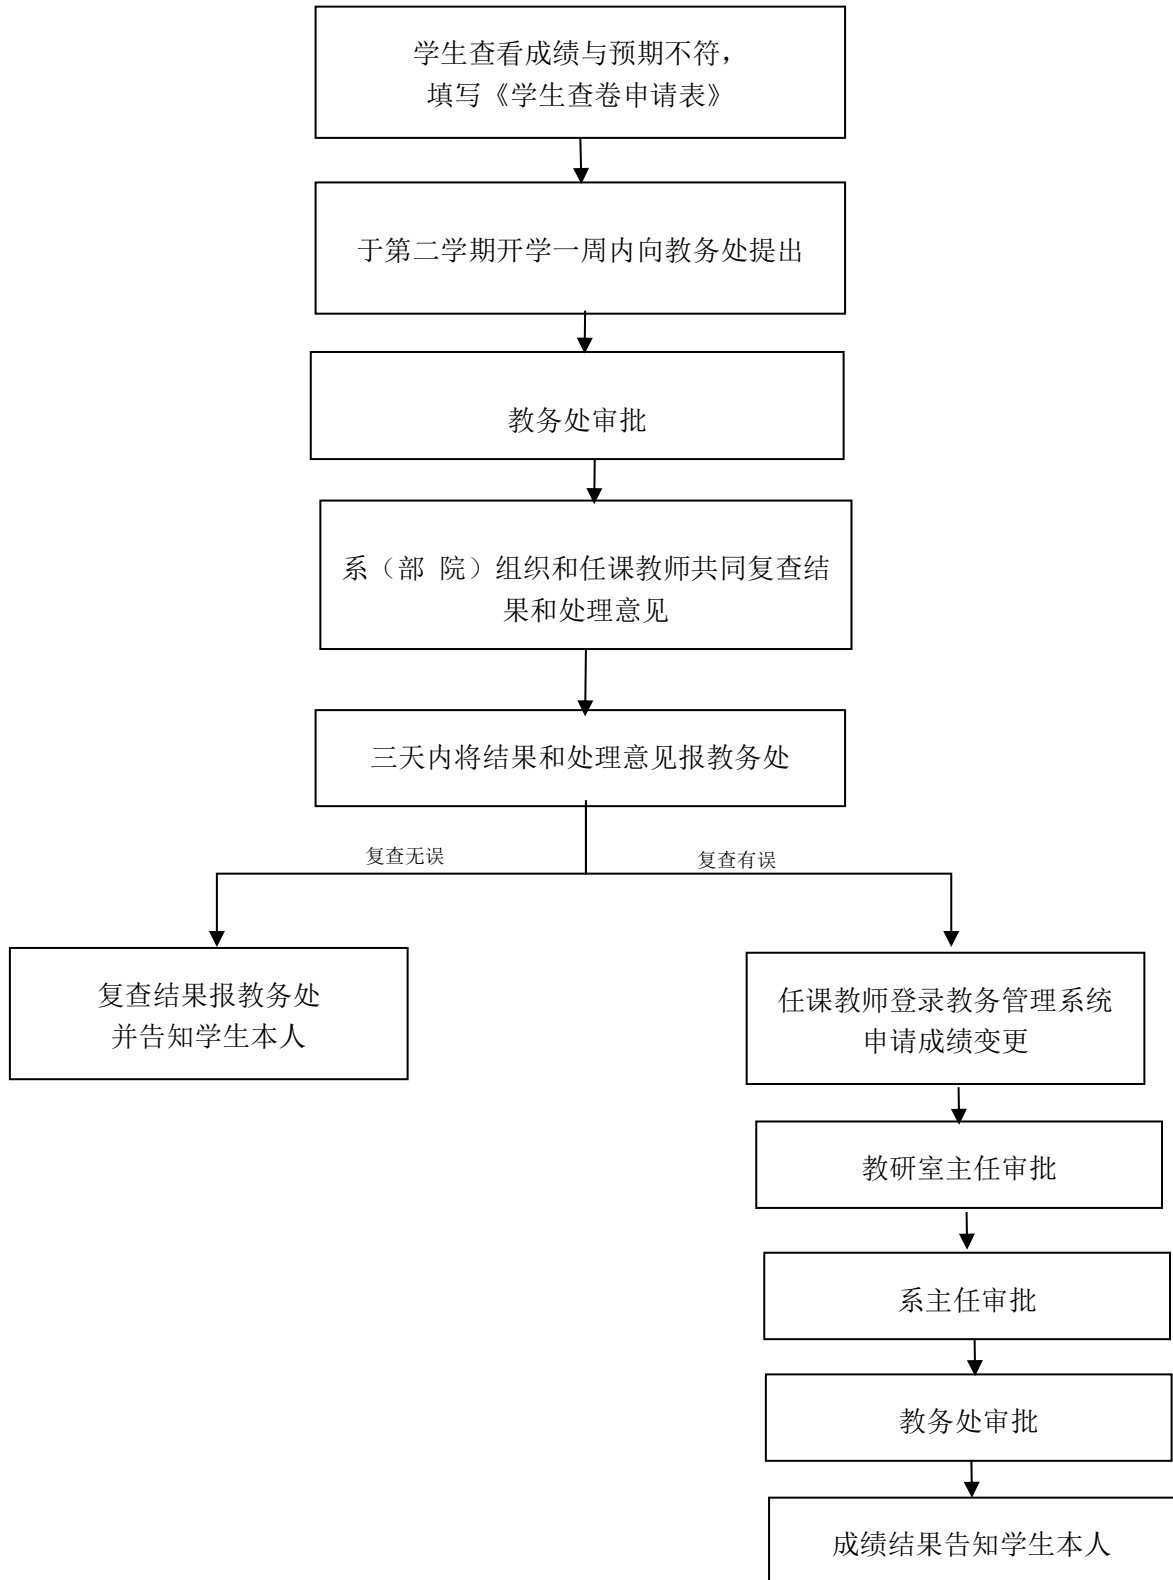 学生查看成绩与预期不符，
填写《学生查卷申请表》
于第二学期开学一周内向教务处提出
教务处审批
系（部 院）组织和任课教师共同复查结
果和处理意见
三天内将结果和处理意见报教务处
复查无误
复查有误
复查结果报教务处
并告知学生本人
任课教师登录教务管理系统
申请成绩变更
教研室主任审批
系主任审批
教务处审批
成绩结果告知学生本人